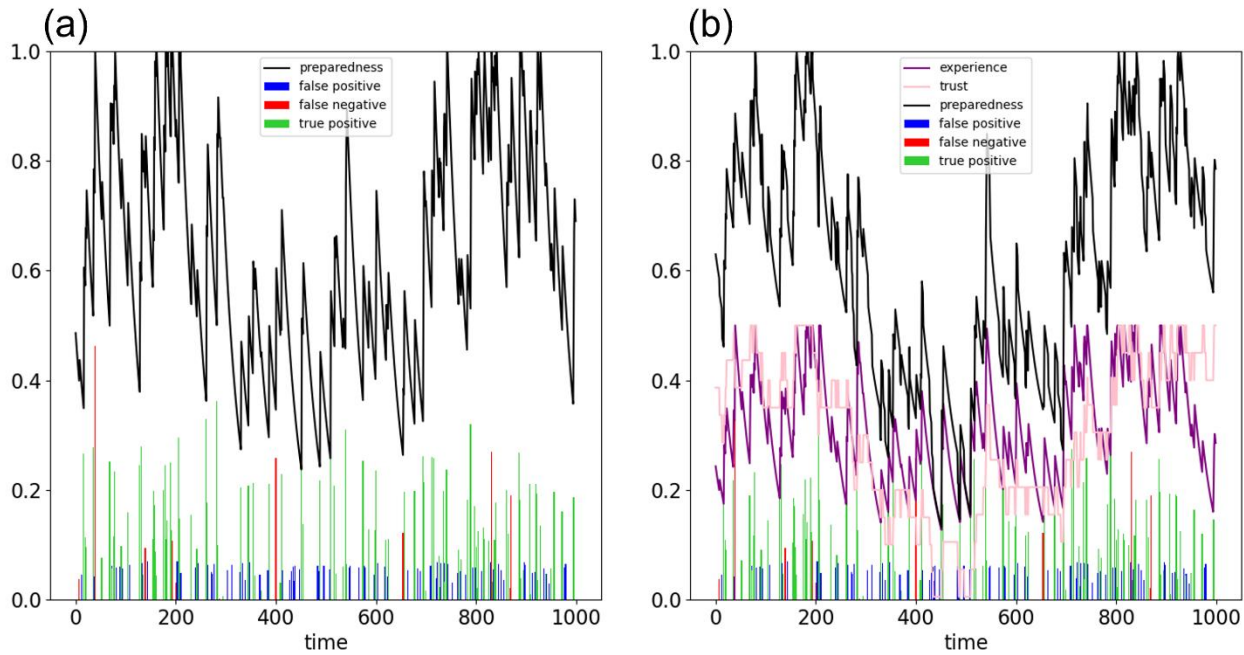 (a)
1.0
0.8
0.6
0.4
0.2
0.0
preparedness
false positive
false negative
true positive
0 200 400 600 800 1000
time
(b)
1.0
0.8
0.6
0.4
0.2
0.0
experience
trust
preparedness
false positive
false negative
true positive
0 200 400 600 800 1000
time